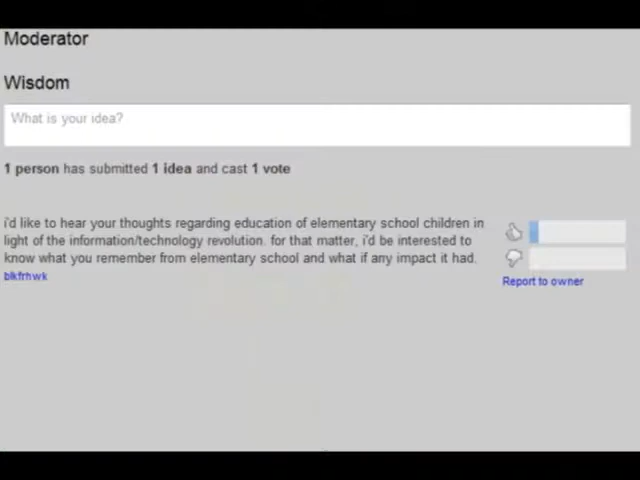 Moderator
Wisdom
What is your idea?
1 person has submitted 1 idea and cast 1 vote
i'd like to hear your thoughts regarding education of elementary school children in
light of the information/technology revolution. for that matter, i'd be interested to
know what you remember from elementary school and what if any impact it had.
blkfrhwk
Report to owner